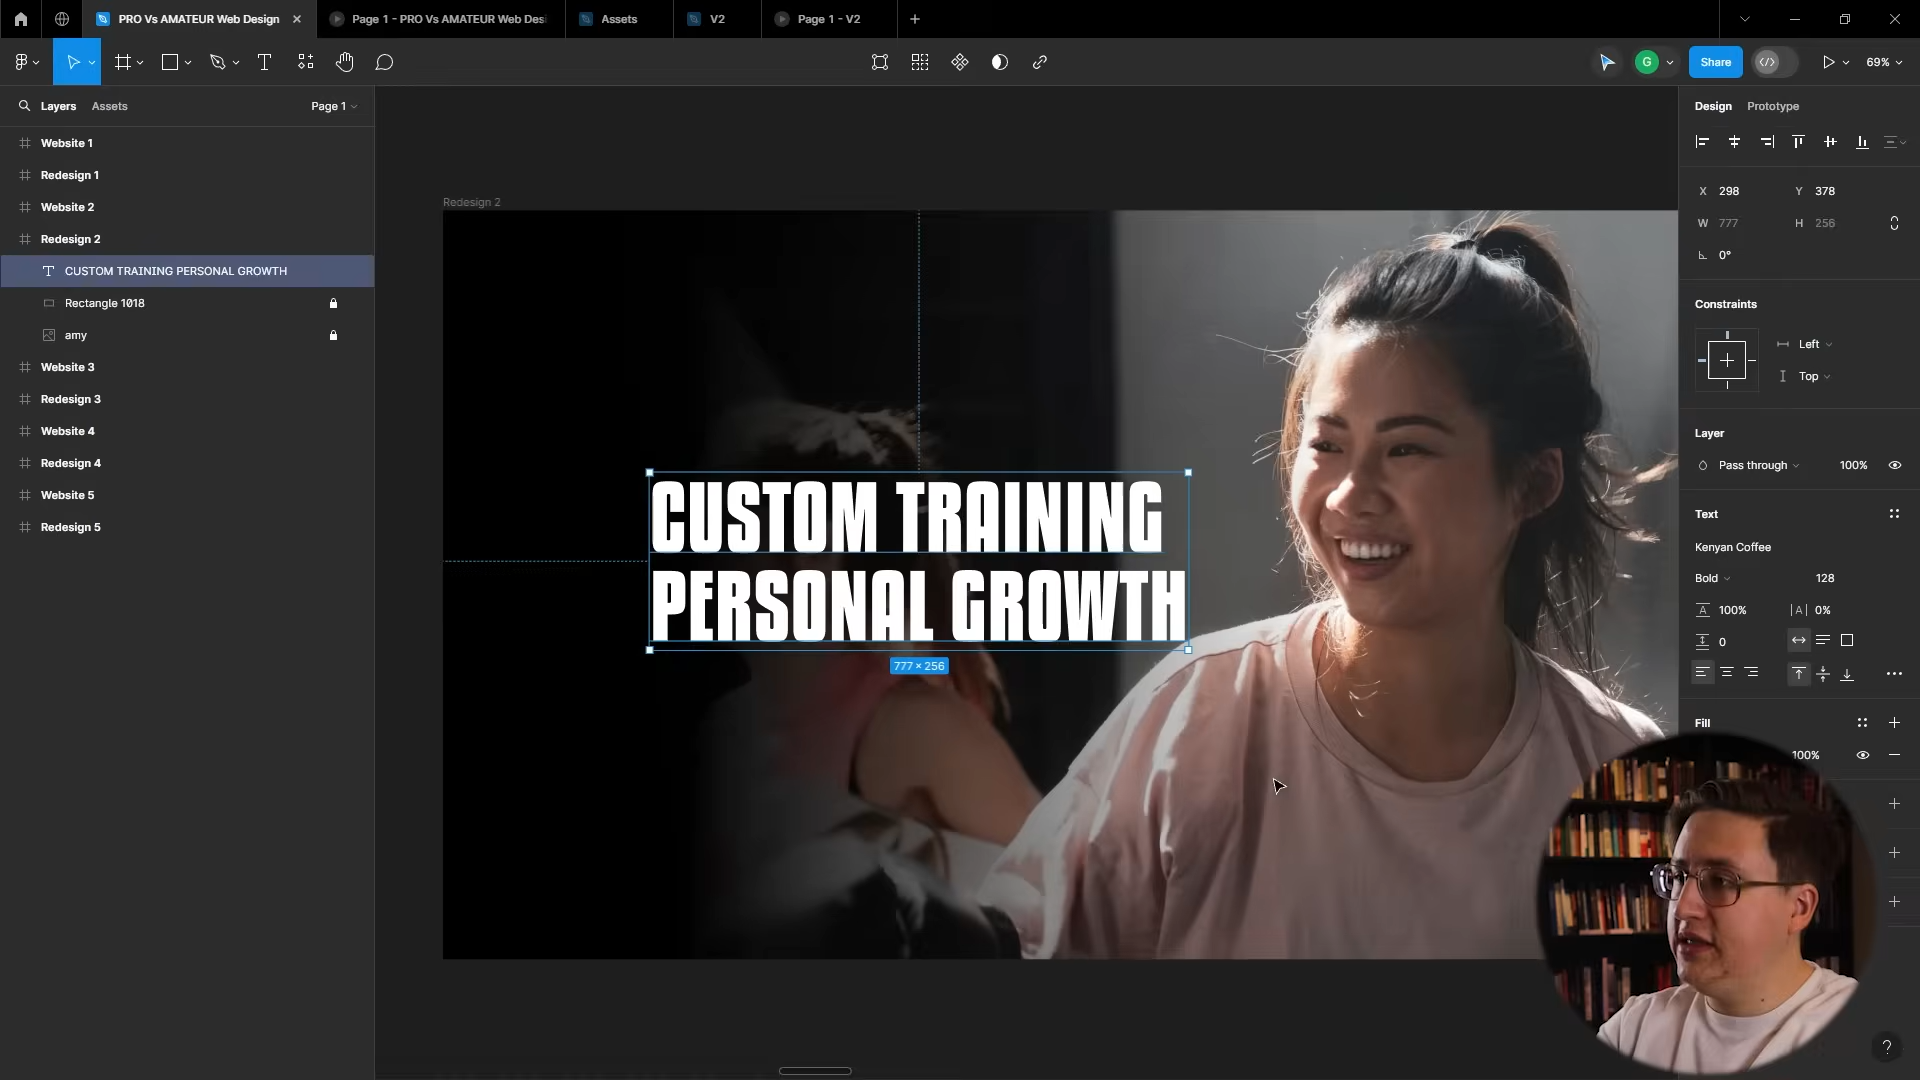 PRO Vs AMATEUR Web Design
Page 1 - PRO Vs AMATEUR Web Desi
Assets
V2
Page 1 - V2
G
Share
69%
Layers
Assets
Page 1
Design
Prototype
Website 1
Redesign 1
Website 2
Redesign 2
CUSTOM TRAINING PERSONAL GROWTH
Rectangle 1018
amy
Website 3
Redesign 3
Website 4
Redesign 4
Website 5
Redesign 5
Redesign 2
CUSTOM TRAINING
PERSONAL GROWTH
777 × 256
X 298
Y 378
W 777
H 256
0°
Constraints
Left
Top
Layer
Pass through
100%
Text
Kenyan Coffee
Bold
128
A 100%
|A| 0%
0
Fill
100%
?